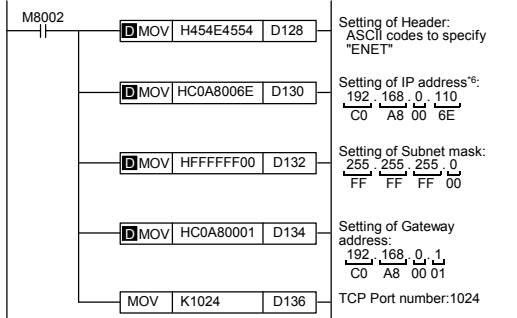 M8002
D MOV H454E4554 D128
Setting of Header:
ASCII codes to specify
"ENET"
D MOV HC0A8006E D130
Setting of IP address*6:
192 . 168 . 0 . 110
C0 A8 00 6E
D MOV HFFFFFF00 D132
Setting of Subnet mask:
255 . 255 . 255 . 0
FF FF FF 00
D MOV HC0A80001 D134
Setting of Gateway
address:
192 . 168 . 0 . 1
C0 A8 00 01
MOV K1024 D136
TCP Port number:1024